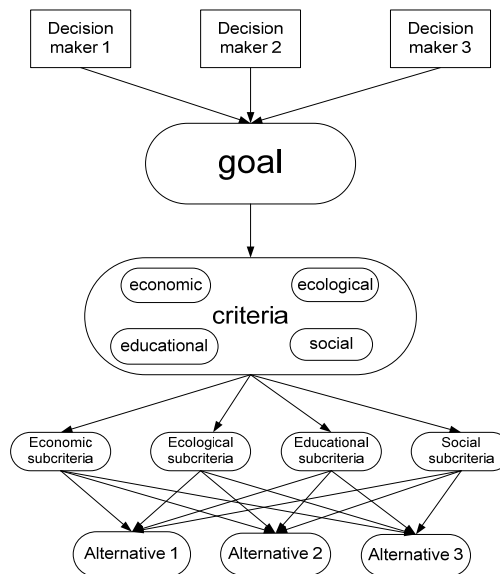 Decision
maker 1
Decision
maker 2
Decision
maker 3
goal
economic
ecological
criteria
educational
social
Economic
subcriteria
Ecological
subcriteria
Educational
subcriteria
Social
subcriteria
Alternative 1
Alternative 2
Alternative 3